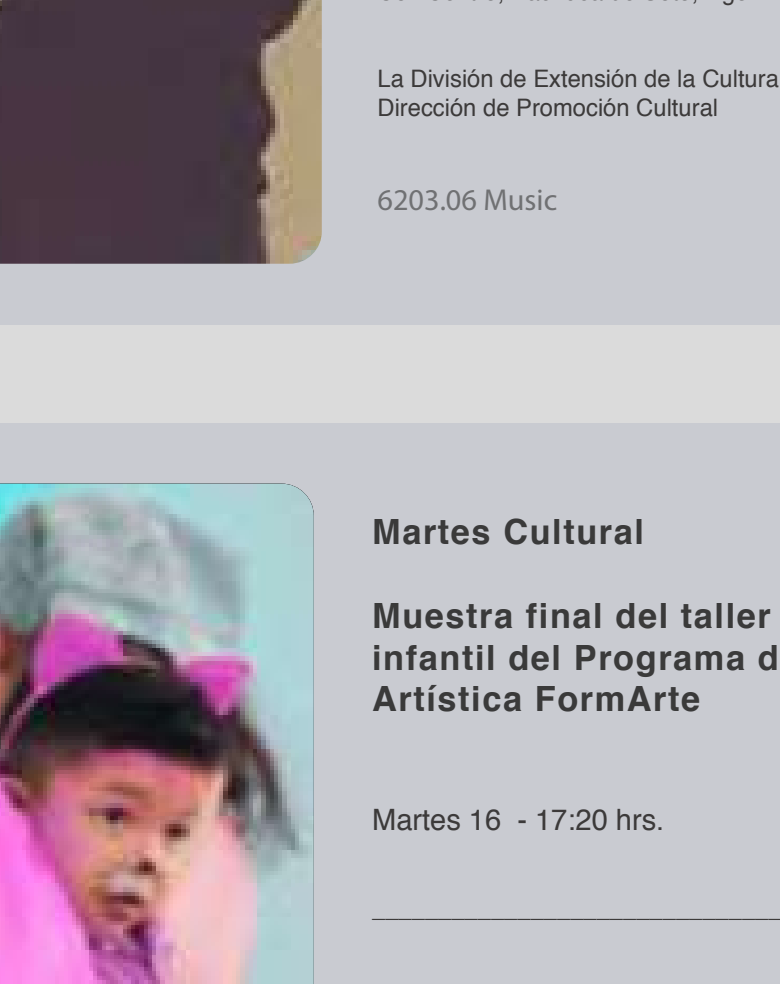 La División de Extensión de la Cultura
Dirección de Promoción Cultural
6203.06 Music
Martes Cultural
Muestra final del taller
infantil del Programa d
Artística FormArte
Martes 16 - 17:20 hrs.